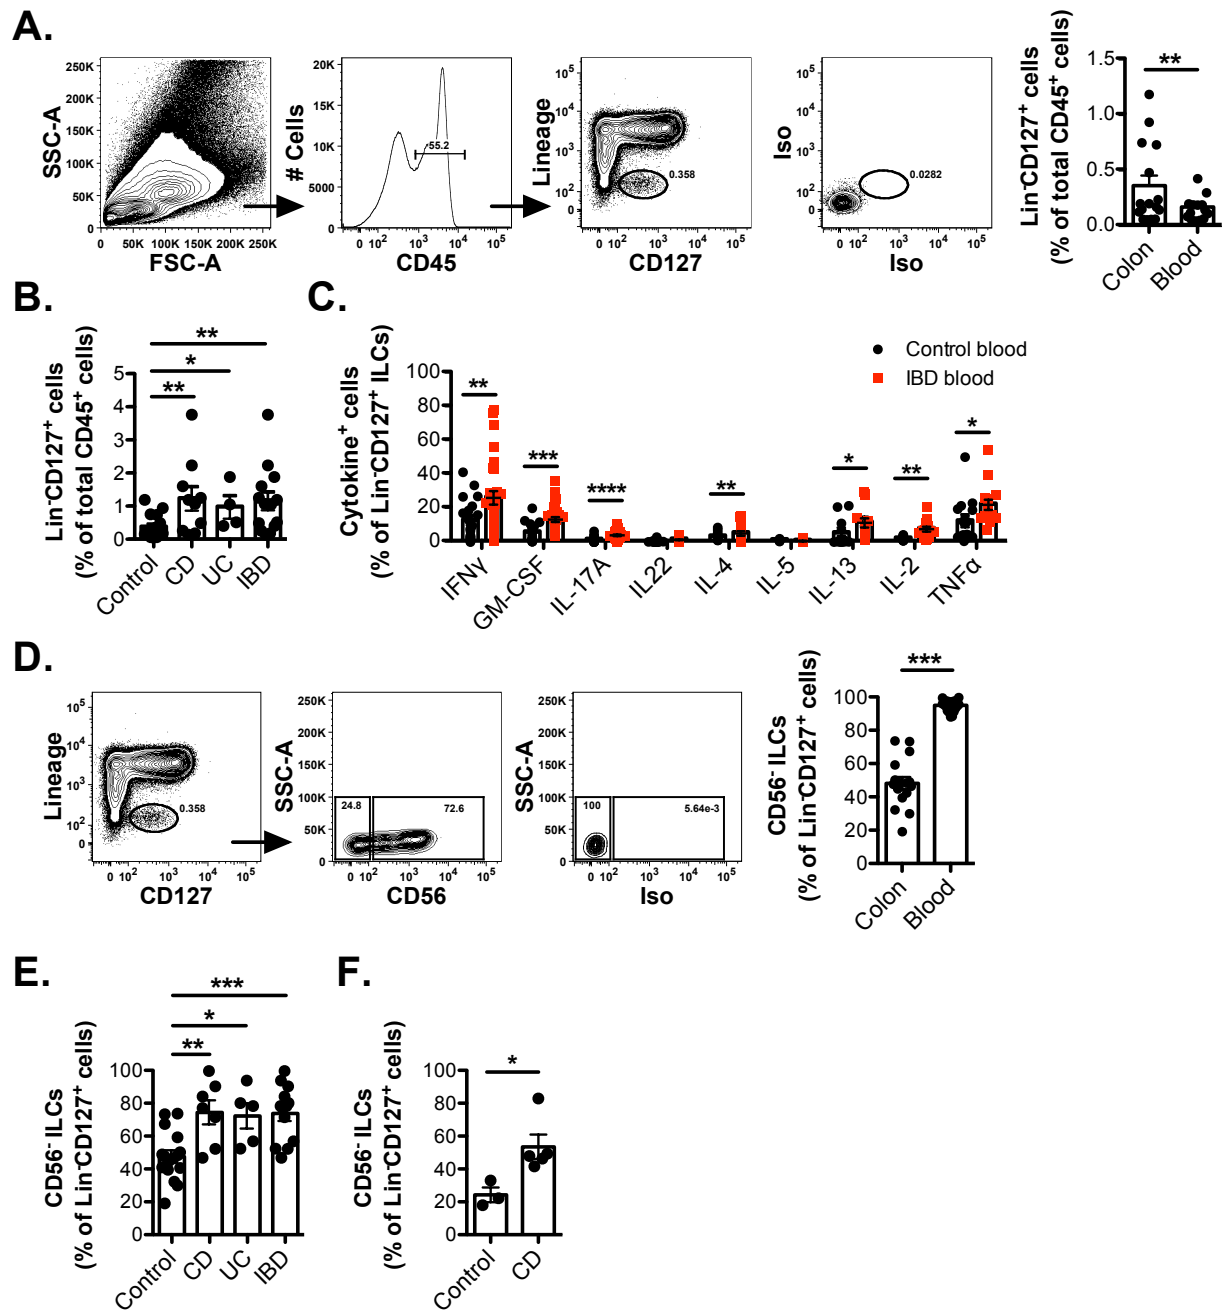 A.
250K
200K
150K
100K
50K
0
SSC-A
0 50K 100K 150K 200K 250K
FSC-A
20K
15K
10K
5000
0
# Cells
55.2
0 10² 10³ 10⁴ 10⁵
CD45
10⁵
10⁴
10³
10²
0
Lineage
0.358
0 10² 10³ 10⁴ 10⁵
CD127
10⁵
10⁴
10³
10²
0
Iso
0.0282
0 10² 10³ 10⁴ 10⁵
Iso
Lin⁻CD127⁺ cells
(% of total CD45⁺ cells)
1.5
1.0
0.5
0.0
**
Colon
Blood
B.
Lin⁻CD127⁺ cells
(% of total CD45⁺ cells)
5
4
3
2
1
0
**
*
**
Control
CD
UC
IBD
C.
Cytokine⁺ cells
(% of Lin⁻CD127⁺ ILCs)
100
80
60
40
20
0
Control blood
IBD blood
**
***
****
**
*
**
*
IFNγ
GM-CSF
IL-17A
IL22
IL-4
IL-5
IL-13
IL-2
TNFα
D.
10⁵
10⁴
10³
10²
0
Lineage
0.358
0 10² 10³ 10⁴ 10⁵
CD127
250K
200K
150K
100K
50K
0
SSC-A
24.8
72.6
0 10² 10³ 10⁴ 10⁵
CD56
250K
200K
150K
100K
50K
0
SSC-A
100
5.64e-3
0 10² 10³ 10⁴ 10⁵
Iso
CD56⁻ ILCs
(% of Lin⁻CD127⁺ cells)
100
80
60
40
20
0
***
Colon
Blood
E.
CD56⁻ ILCs
(% of Lin⁻CD127⁺ cells)
100
80
60
40
20
0
***
*
**
Control
CD
UC
IBD
F.
CD56⁻ ILCs
(% of Lin⁻CD127⁺ cells)
100
80
60
40
20
0
*
Control
CD